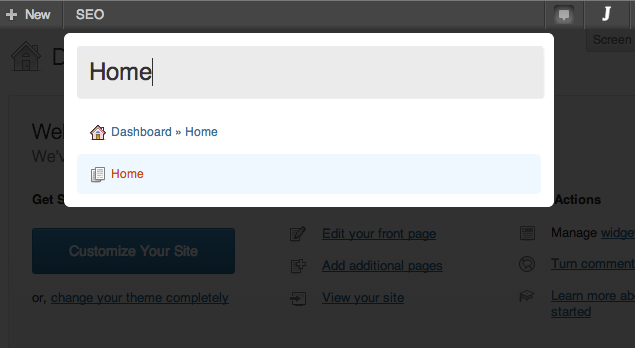 New SEO J
Screen
D
Home
Dashboard » Home
Home
Wel
We'v
Get S
Actions
Customize Your Site
or, change your theme completely
Edit your front page
Add additional pages
View your site
Manage widge
Turn comment
Learn more ab
started